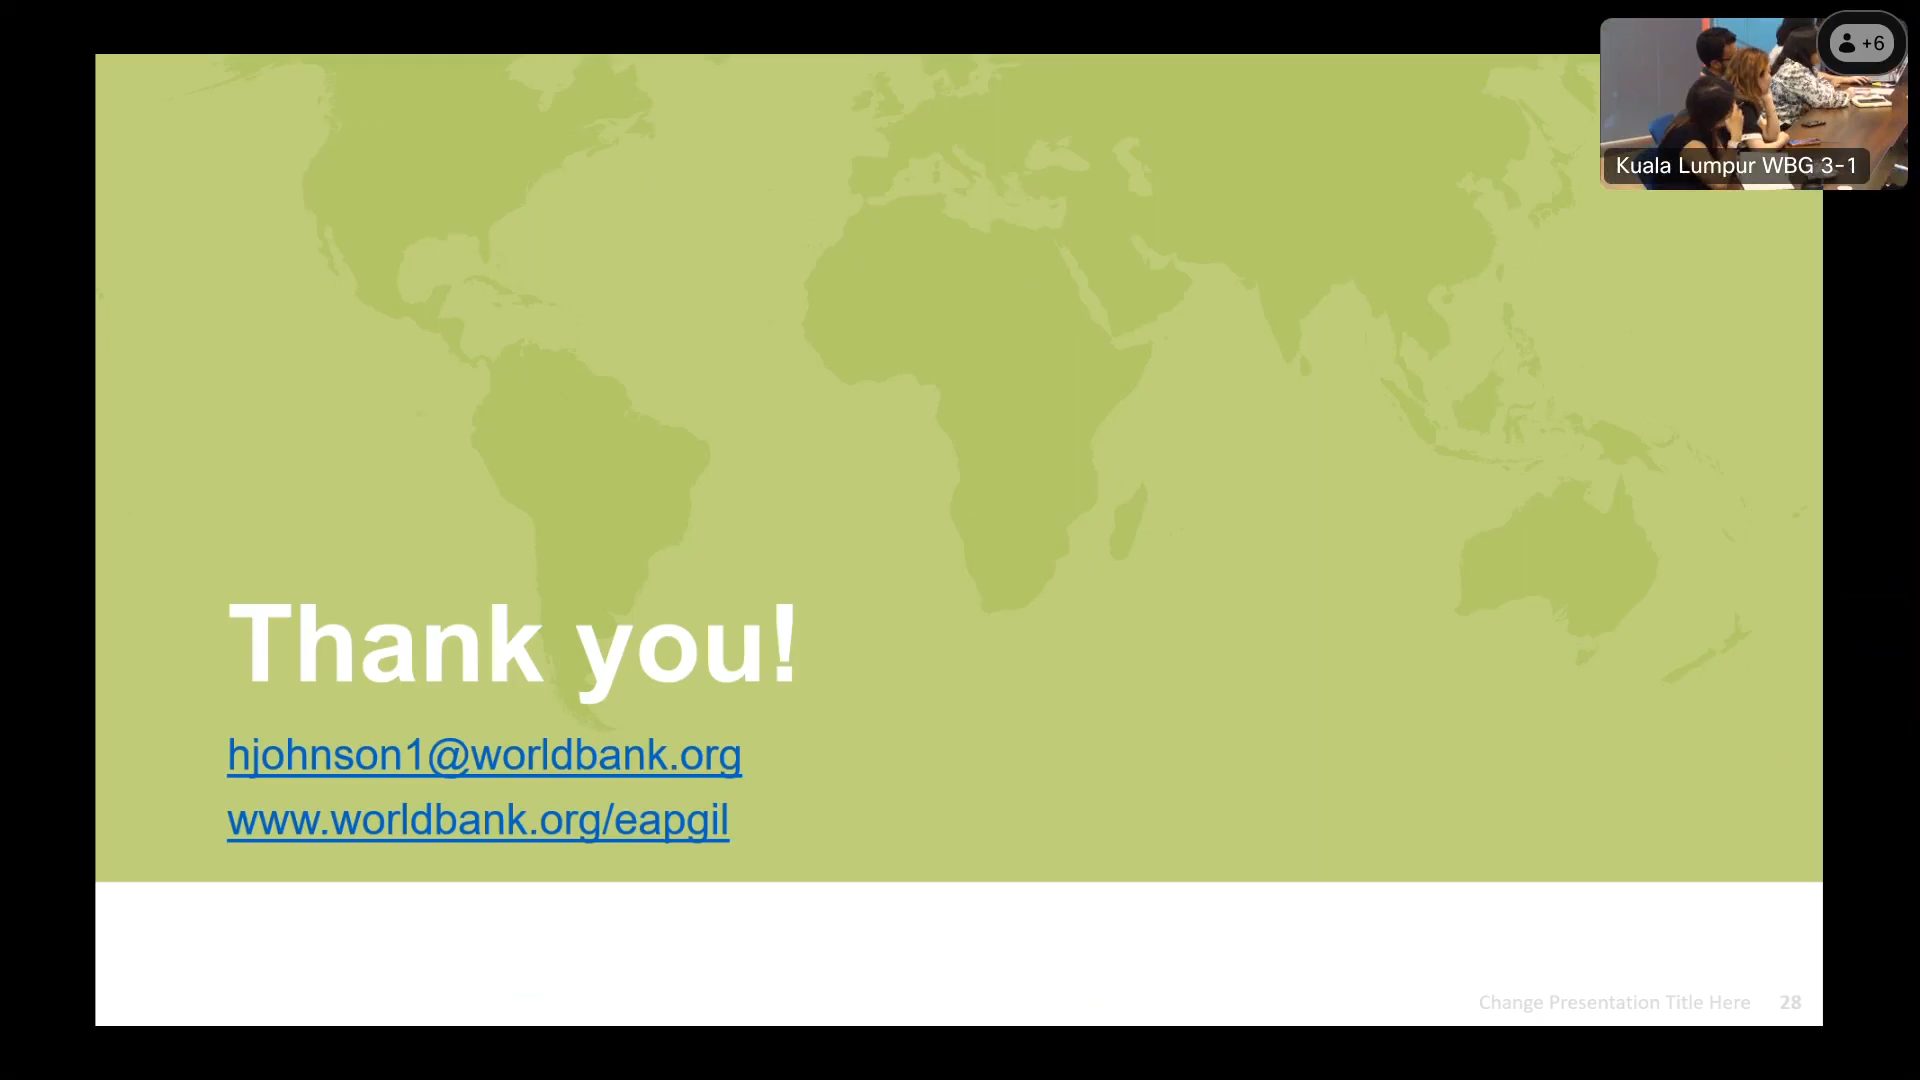 +6
Kuala Lumpur WBG 3-1
Thank you!
hjohnson1@worldbank.org
www.worldbank.org/eapgil
Change Presentation Title Here 28